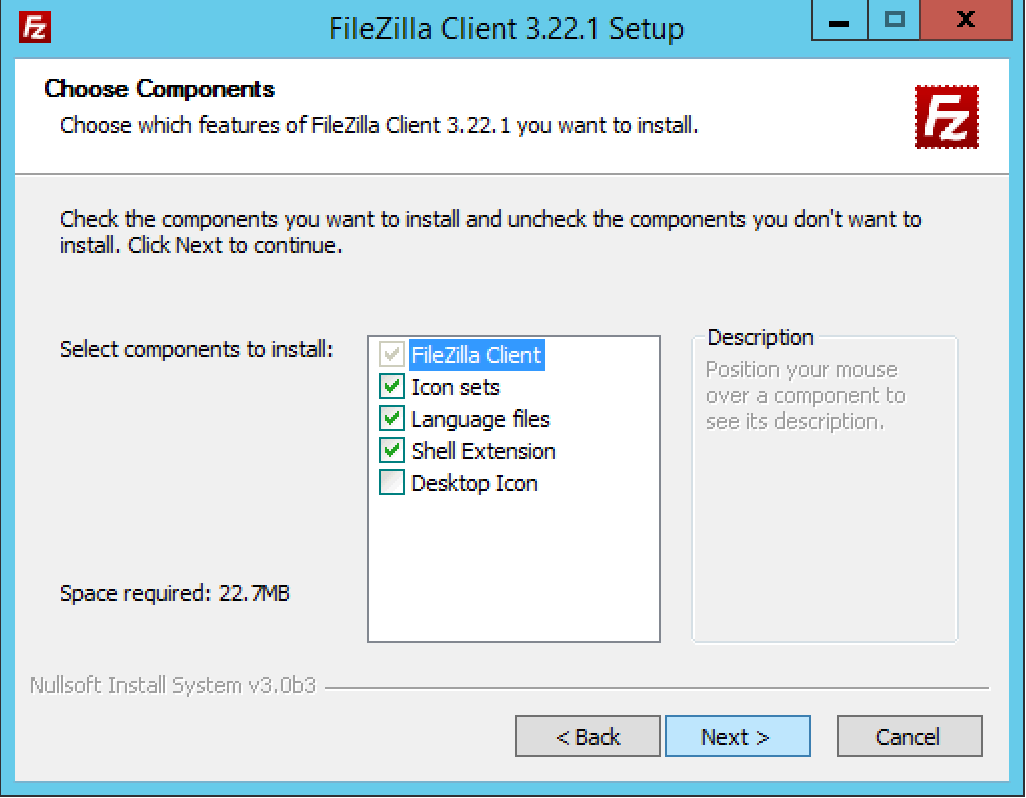 FileZilla Client 3.22.1 Setup
Choose Components
Choose which features of FileZilla Client 3.22.1 you want to install.
Fz
Check the components you want to install and uncheck the components you don't want to
install. Click Next to continue.
Select components to install:
FileZilla Client
Icon sets
Language files
Shell Extension
Desktop Icon
Description
Position your mouse
over a component to
see its description.
Space required: 22.7MB
Nullsoft Install System v3.0b3
< Back
Next >
Cancel